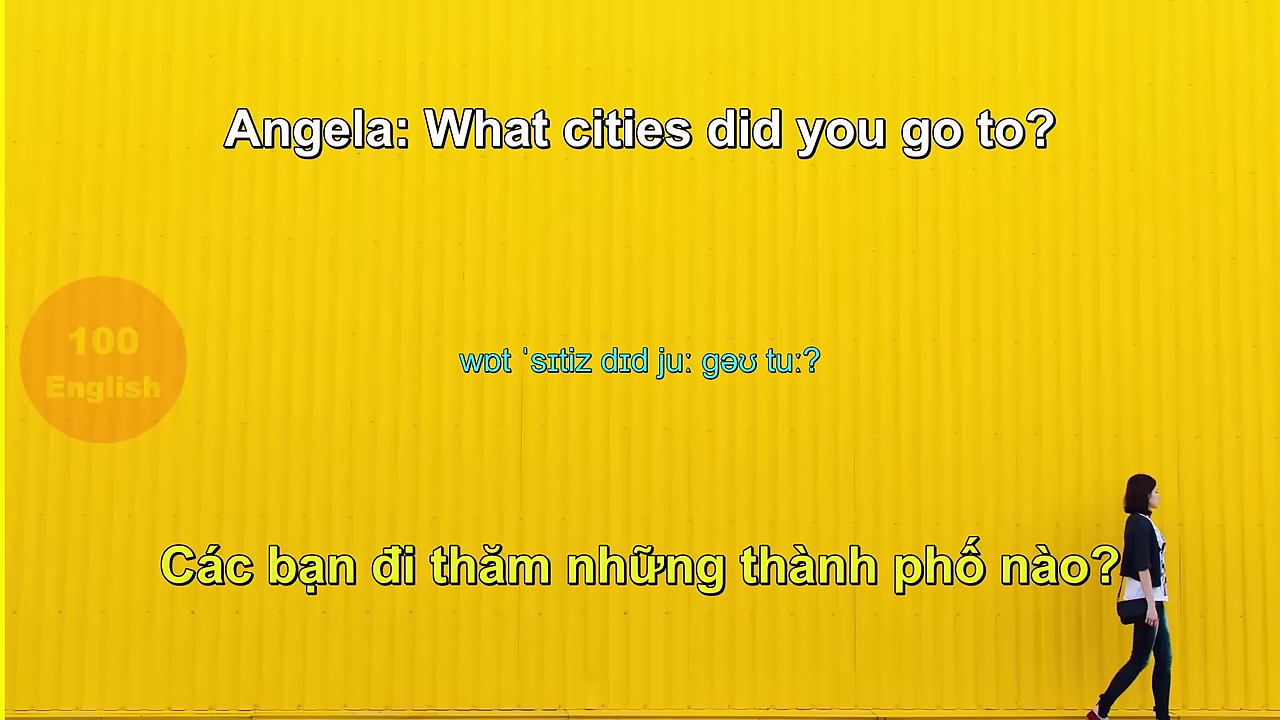 Angela: What cities did you go to?
100
English
wɒt ˈsɪtiz dɪd juː gəʊ tuː?
Các bạn đi thăm những thành phố nào?